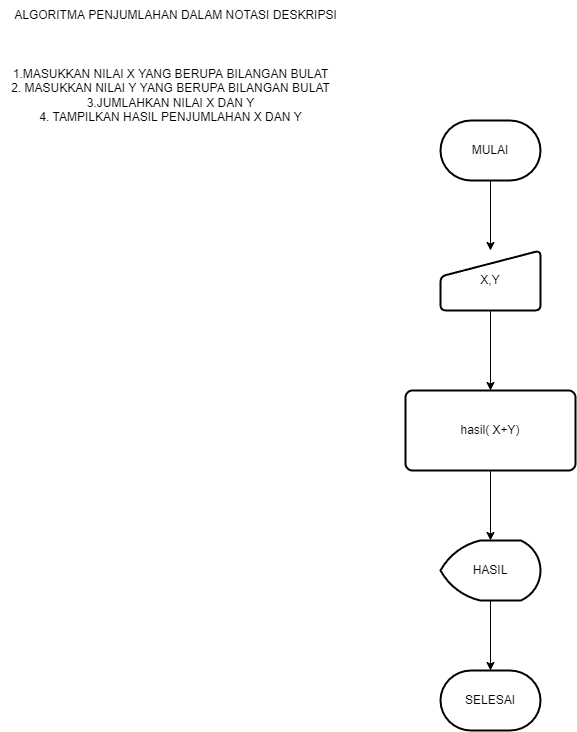 ALGORITMA PENJUMLAHAN DALAM NOTASI DESKRIPSI
1.MASUKKAN NILAI X YANG BERUPA BILANGAN BULAT
2. MASUKKAN NILAI Y YANG BERUPA BILANGAN BULAT
3.JUMLAHKAN NILAI X DAN Y
4. TAMPILKAN HASIL PENJUMLAHAN X DAN Y
MULAI
X,Y
hasil( X+Y)
HASIL
SELESAI